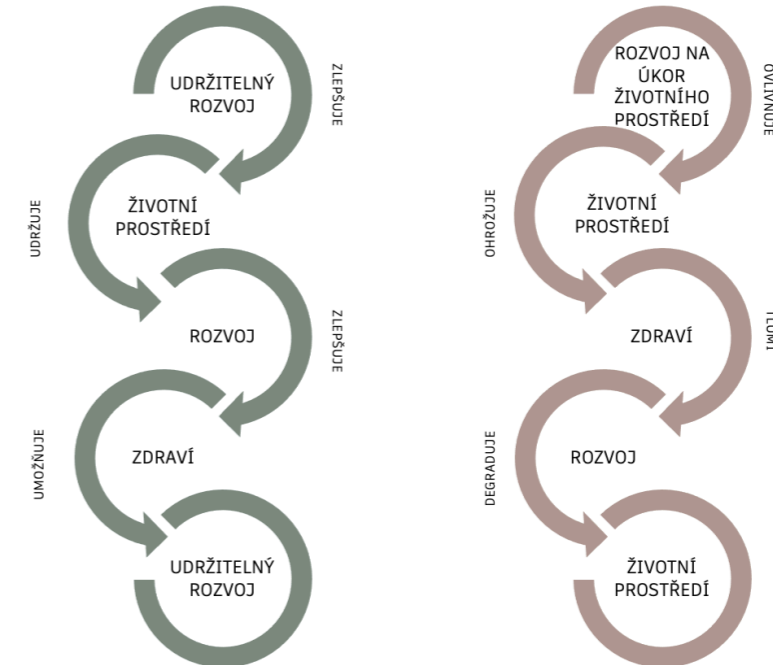 UDRŽITELNÝ
ROZVOJ
ZLEPŠUJE
ŽIVOTNÍ
PROSTŘEDÍ
UDRŽUJE
ROZVOJ
ZLEPŠUJE
ZDRAVÍ
UMOŽŇUJE
UDRŽITELNÝ
ROZVOJ
ROZVOJ NA
ÚKOR
ŽIVOTNÍHO
PROSTŘEDÍ
OVLIVŇUJE
ŽIVOTNÍ
PROSTŘEDÍ
OHROŽUJE
ZDRAVÍ
TLUMÍ
ROZVOJ
DEGRADUJE
ŽIVOTNÍ
PROSTŘEDÍ